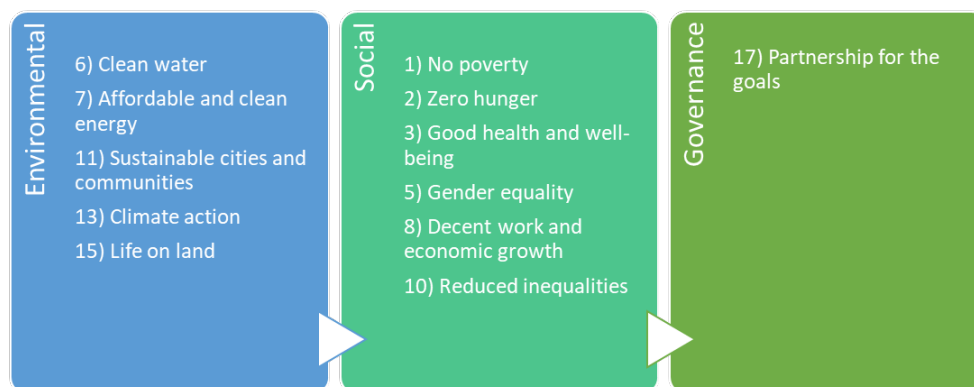 Environmental
6) Clean water
7) Affordable and clean
energy
11) Sustainable cities and
communities
13) Climate action
15) Life on land
Social
1) No poverty
2) Zero hunger
3) Good health and well-
being
5) Gender equality
8) Decent work and
economic growth
10) Reduced inequalities
Governance
17) Partnership for the
goals